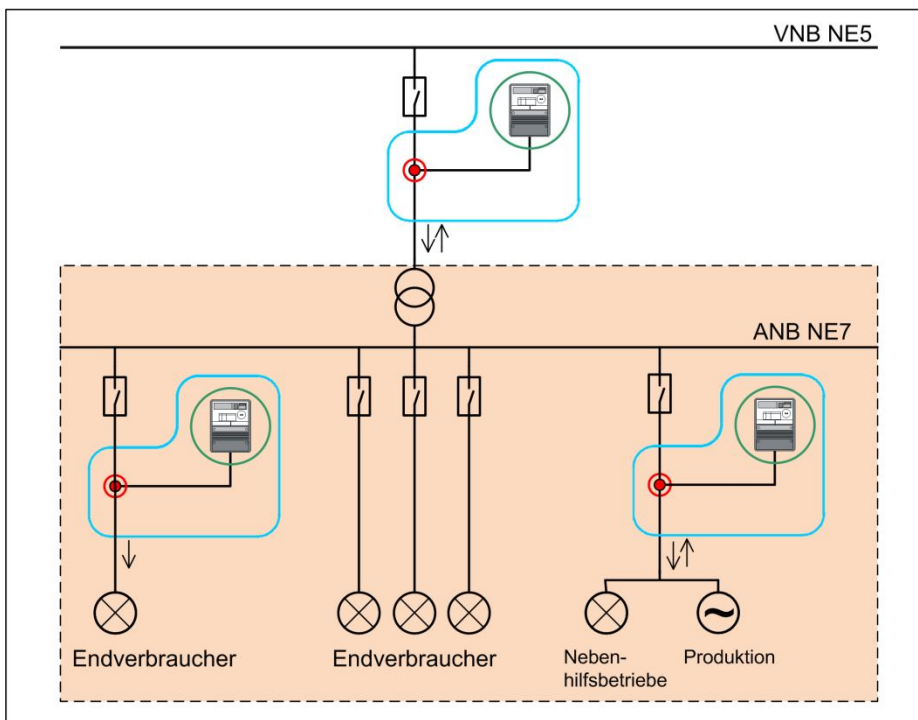 VNB NE5
ANB NE7
Endverbraucher
Endverbraucher
Neben-
hilfsbetriebe
Produktion